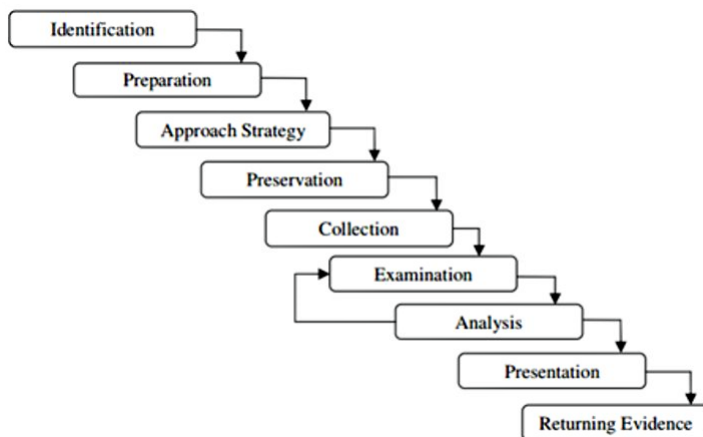 Identification
Preparation
Approach Strategy
Preservation
Collection
Examination
Analysis
Presentation
Returning Evidence